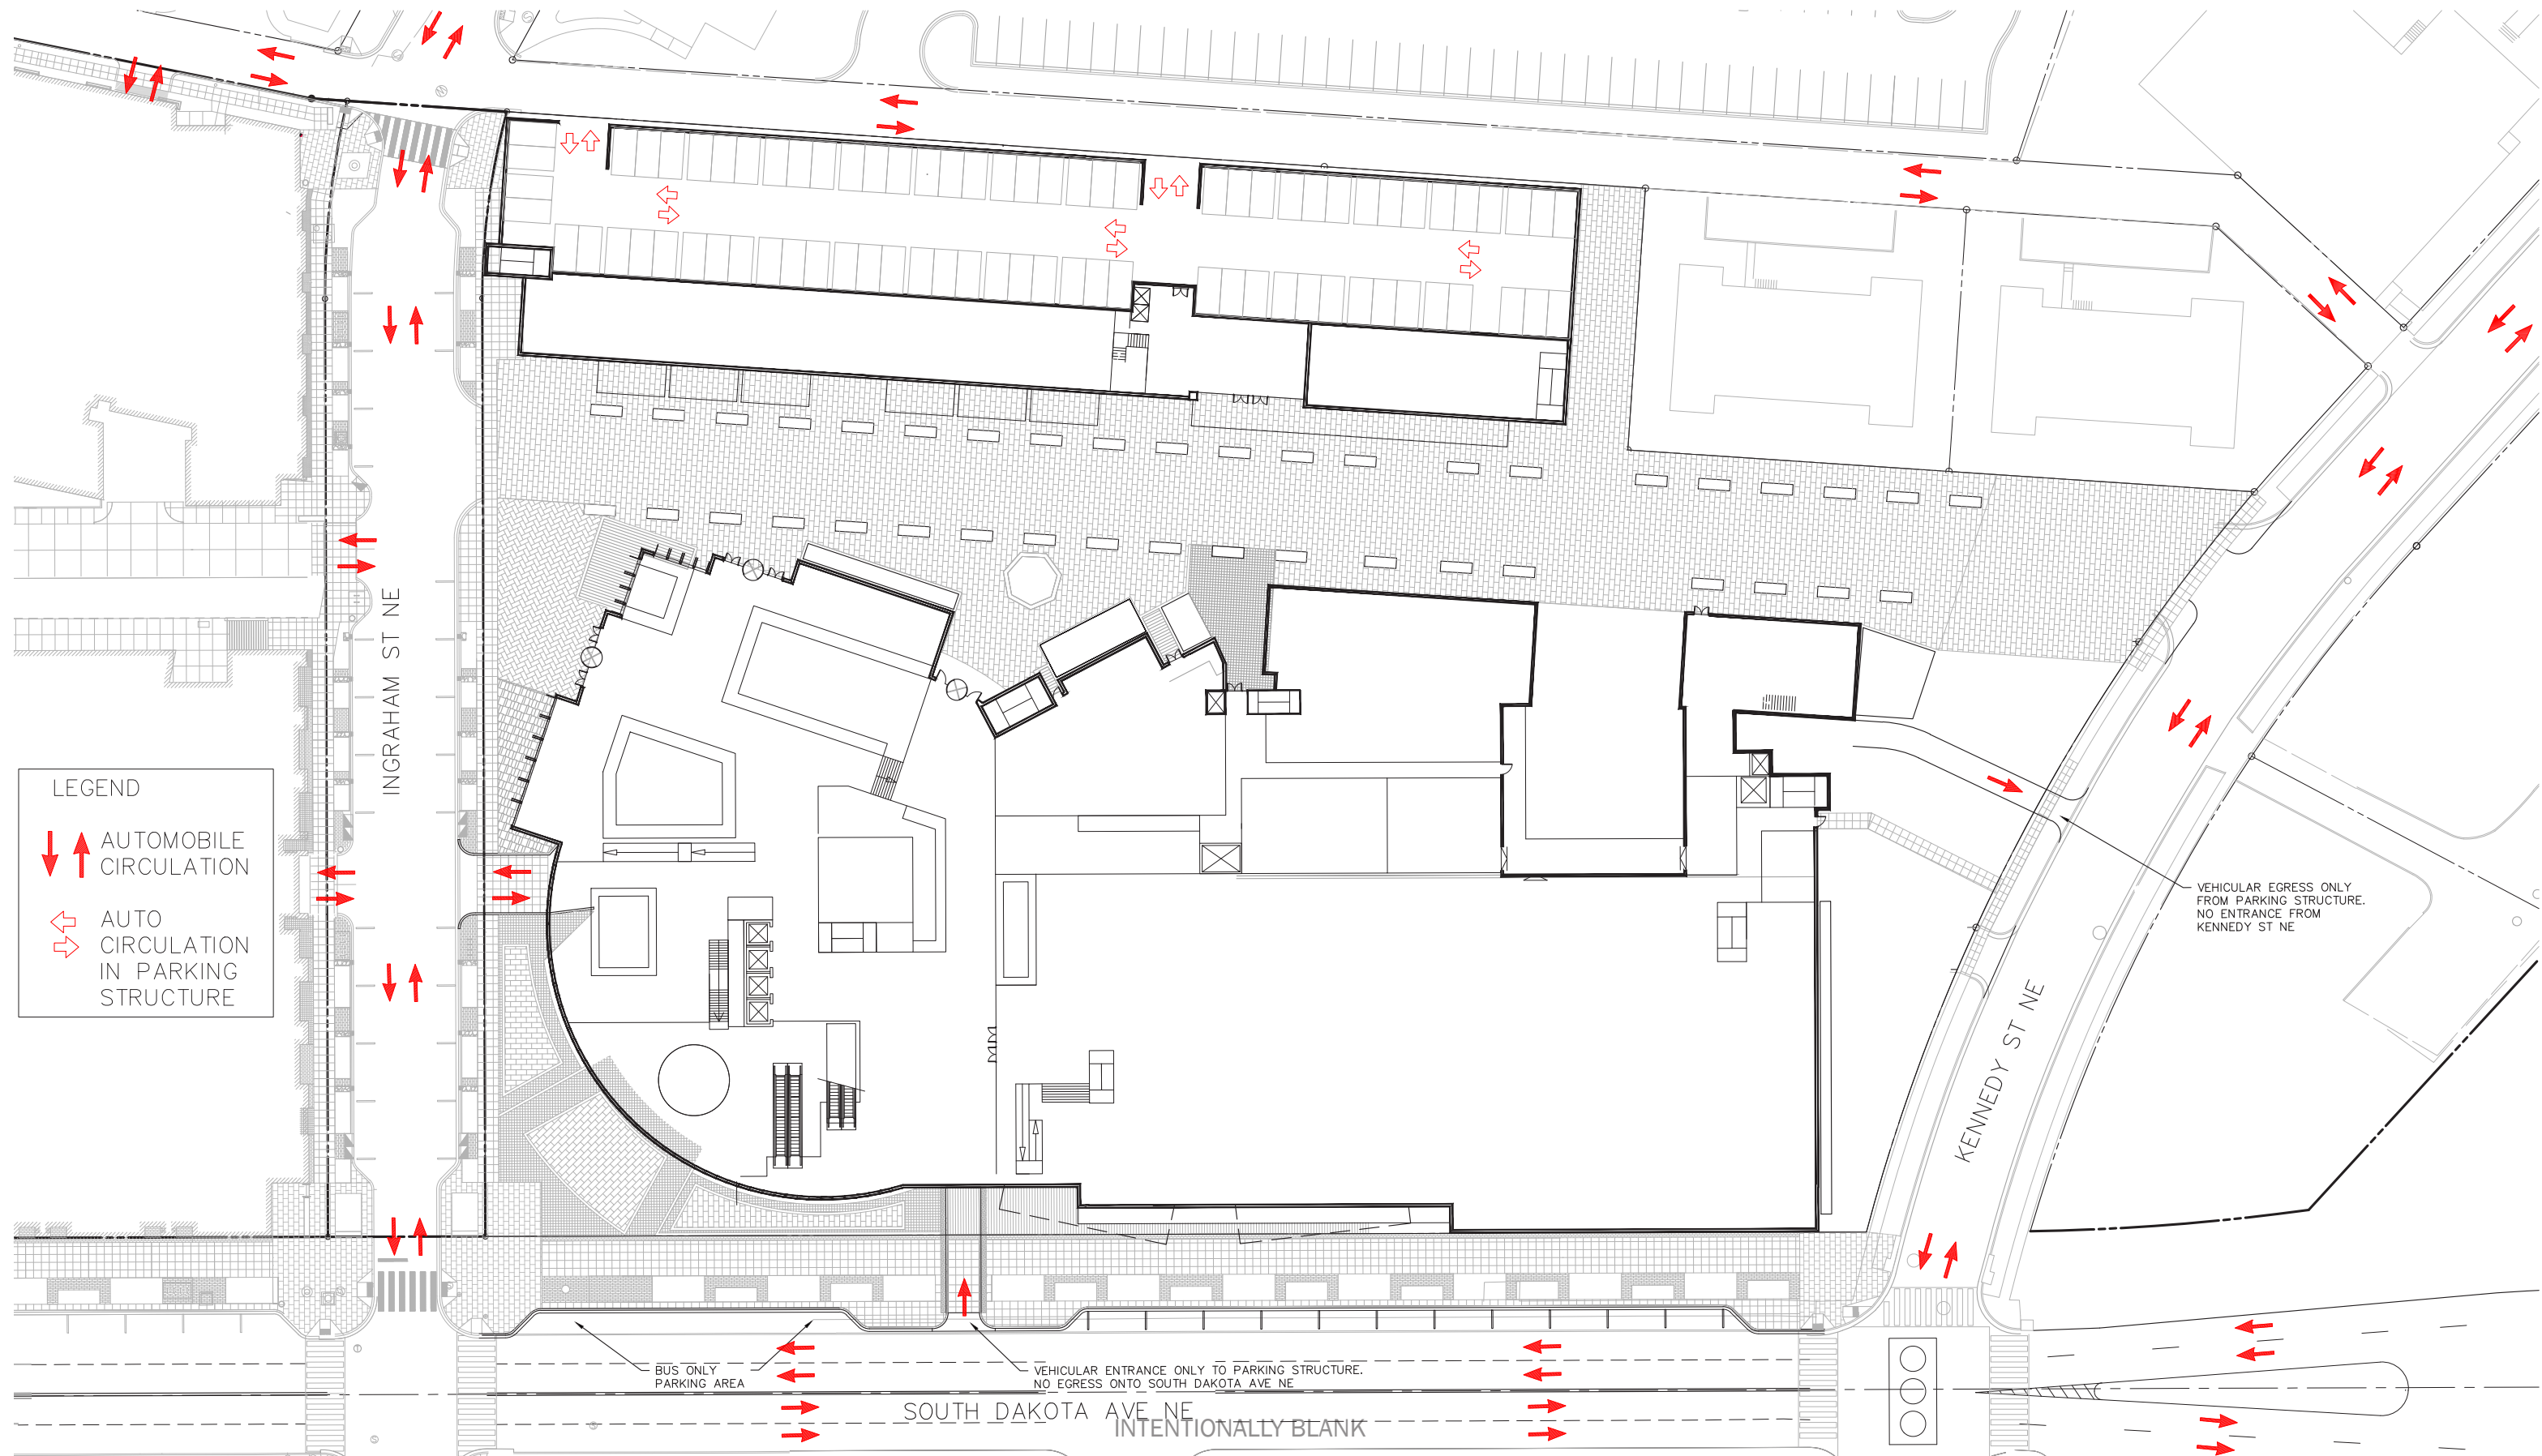 INGRAHAM ST NE
LEGEND
AUTOMOBILE
CIRCULATION
AUTO
CIRCULATION
IN PARKING
STRUCTURE
VEHICULAR EGRESS ONLY
FROM PARKING STRUCTURE.
NO ENTRANCE FROM
KENNEDY ST NE
KENNEDY ST NE
BUS ONLY
PARKING AREA
VEHICULAR ENTRANCE ONLY TO PARKING STRUCTURE.
NO EGRESS ONTO SOUTH DAKOTA AVE NE
SOUTH DAKOTA AVE NE
INTENTIONALLY BLANK